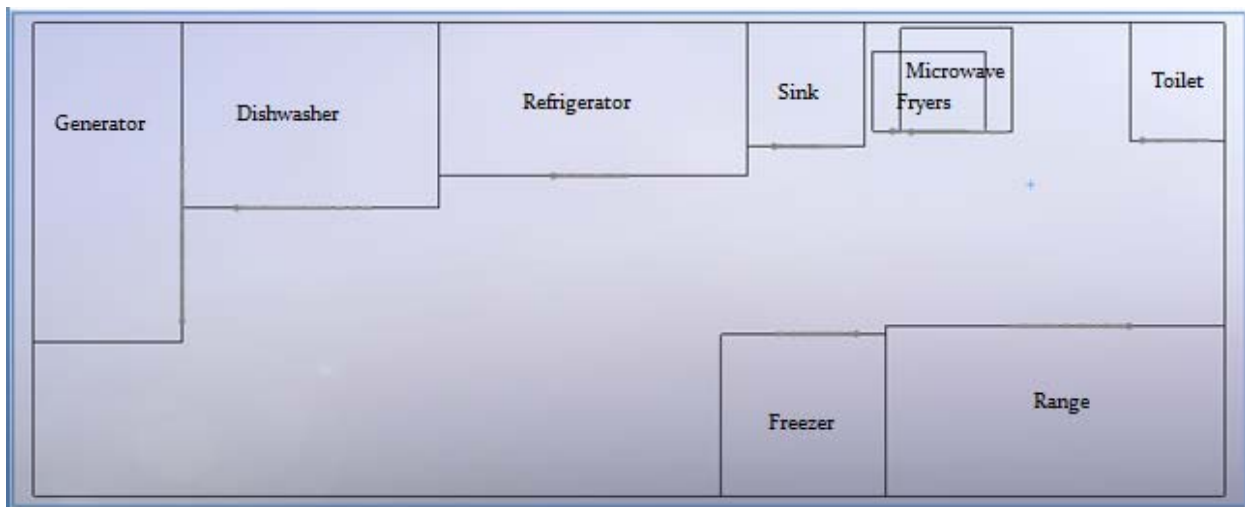 Generator
Dishwasher
Refrigerator
Sink
Microwave
Fryers
Toilet
Freezer
Range